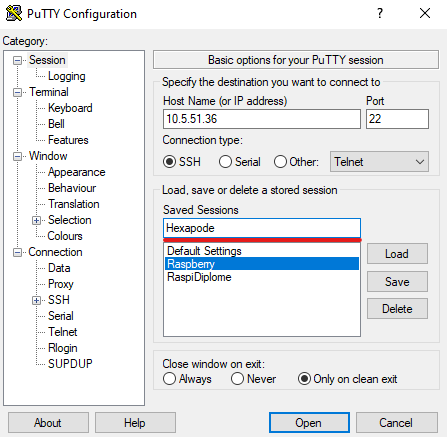 PuTTY Configuration
?
Category:
Session
Logging
Terminal
Keyboard
Bell
Features
Window
Appearance
Behaviour
Translation
Selection
Colours
Connection
Data
Proxy
SSH
Serial
Telnet
Rlogin
SUPDUP
Basic options for your PuTTY session
Specify the destination you want to connect to
Host Name (or IP address) Port
10.5.51.36 22
Connection type:
SSH Serial Other: Telnet
Load, save or delete a stored session
Saved Sessions
Hexapode
Default Settings
Raspberry
RaspiDiplome
Load
Save
Delete
Close window on exit:
Always Never Only on clean exit
About Help Open Cancel